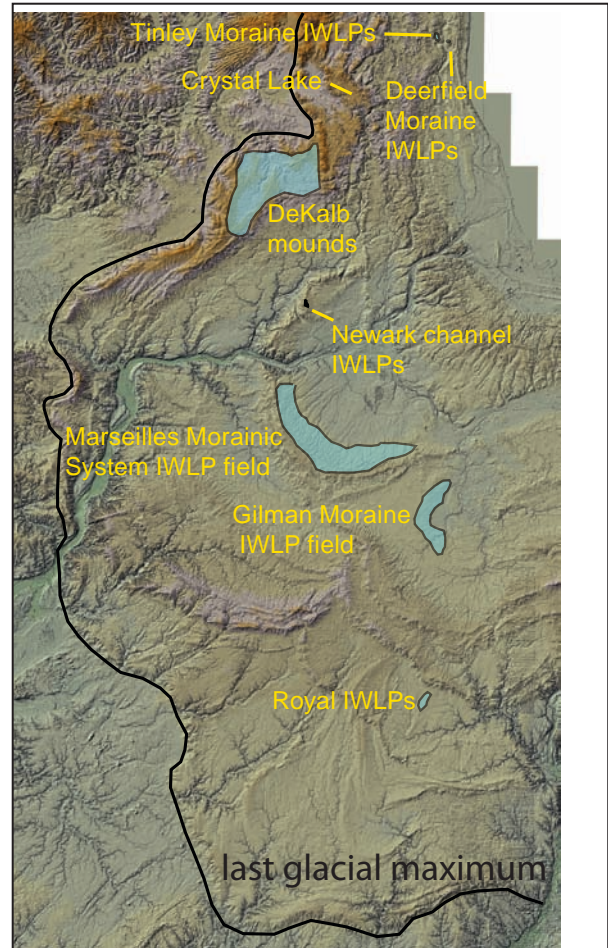 Tinley Moraine IWLPs
Crystal Lake
Deerfield
Moraine
IWLPs
DeKalb
mounds
Newark channel
IWLPs
Marseilles Morainic
System IWLP field
Gilman Moraine
IWLP field
Royal IWLPs
last glacial maximum